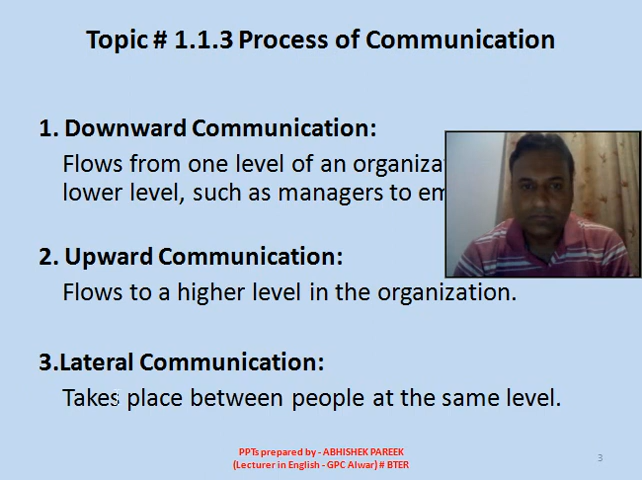 Topic # 1.1.3 Process of Communication
1. Downward Communication:
Flows from one level of an
lower level, such as managers to
2. Upward Communication:
Flows to a higher level in the organization.
3.Lateral Communication:
Takes place between people at the same level.
PPTs prepared by - ABHISHEK PAREEK
(Lecturer in English - GPC Alwar) # BTER
3